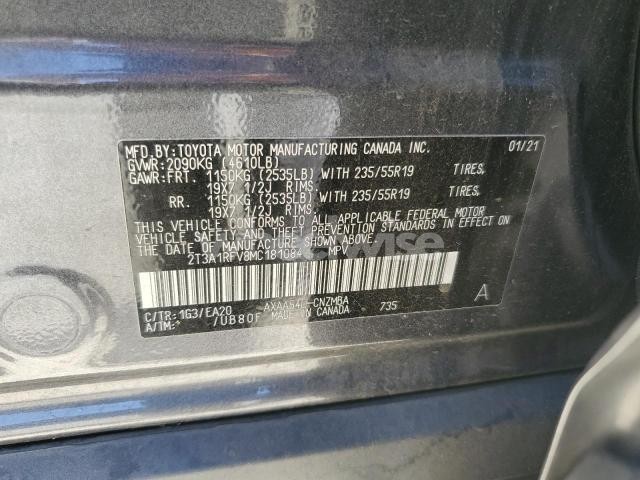 MFD.BY:TOYOTA MOTOR MANUFACTURING CANADA INC. 01/21
GVWR:2090KG (4610LB)
GAWR:FRT. 1150KG (2535LB) WITH 235/55R19 TIRES,
19X7 1/2J RIMS.
RR. 1150KG (2535LB) WITH 235/55R19 TIRES,
19X7 1/2J RIMS.
THIS VEHICLE CONFORMS TO ALL APPLICABLE FEDERAL MOTOR
VEHICLE SAFETY AND THEFT PREVENTION STANDARDS IN EFFECT ON
THE DATE OF MANUFACTURE SHOWN ABOVE.
2T3A1RFV8MC181084 MPV
C/TR:1G3/EA20 AXAA54L-CNZMBA A
A/TM:* /UB80F MADE IN CANADA 735